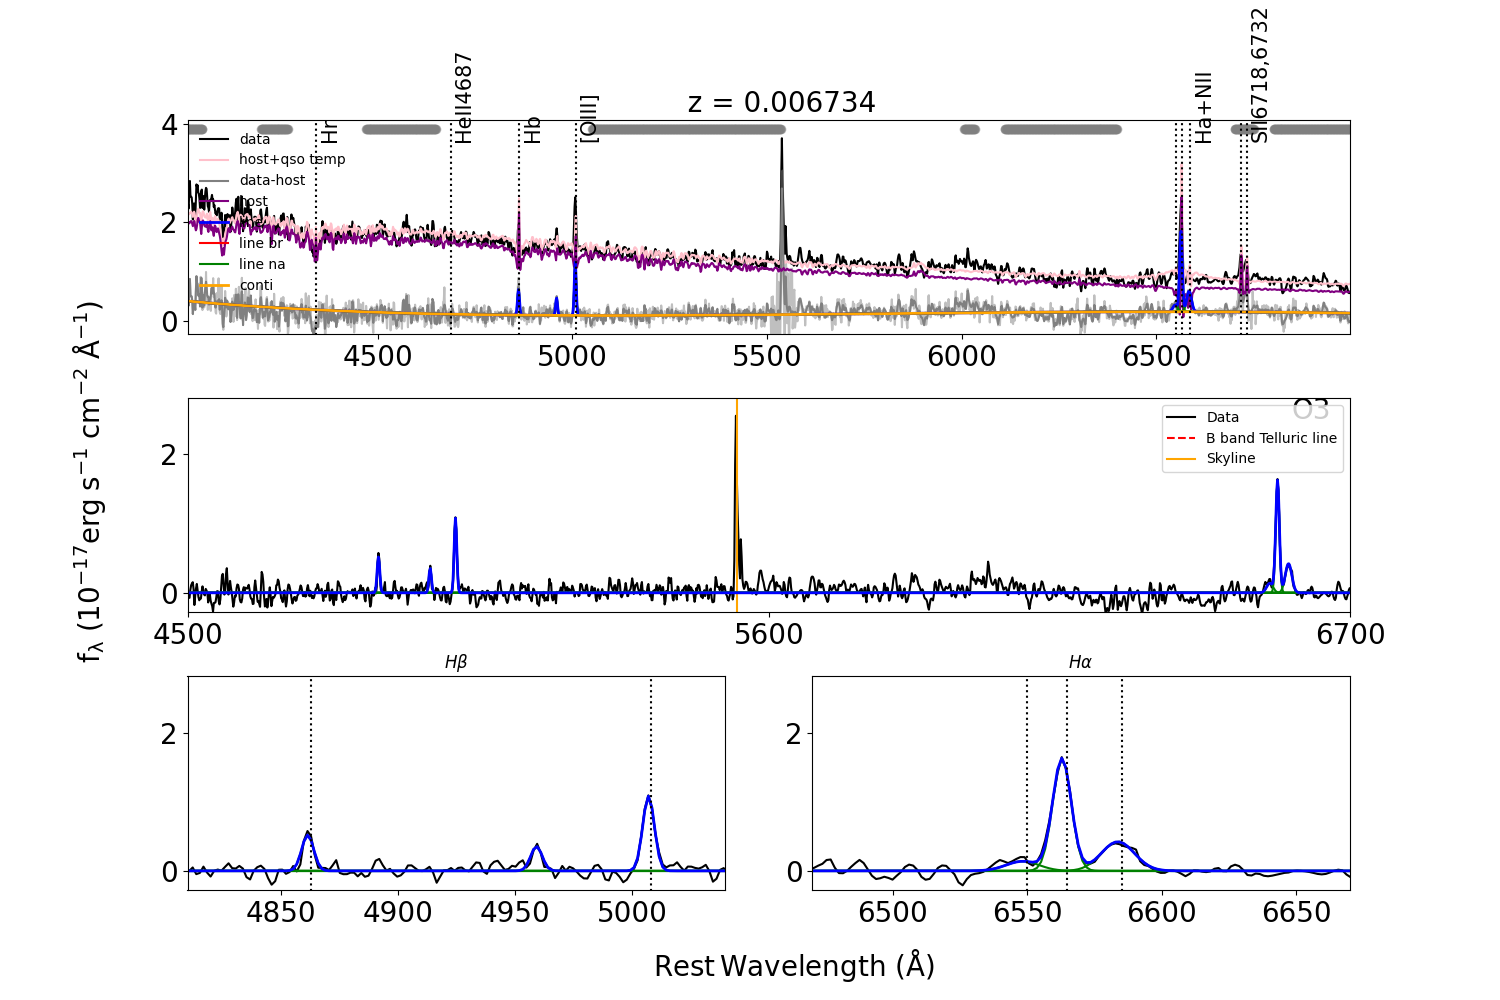 z = 0.006734
Hr
HeII4687
Hb
[OIII]
Ha+NII
SII6718,6732
data
host+qso temp
data-host
host
line br
line na
conti
4
2
0
4500
5000
5500
6000
6500
O3
Data
B band Telluric line
Skyline
2
0
4500
5600
6700
fλ (10−17erg s−1 cm−2 Å−1)
Hβ
2
0
4850
4900
4950
5000
Hα
2
0
6500
6550
6600
6650
Rest Wavelength (Å)